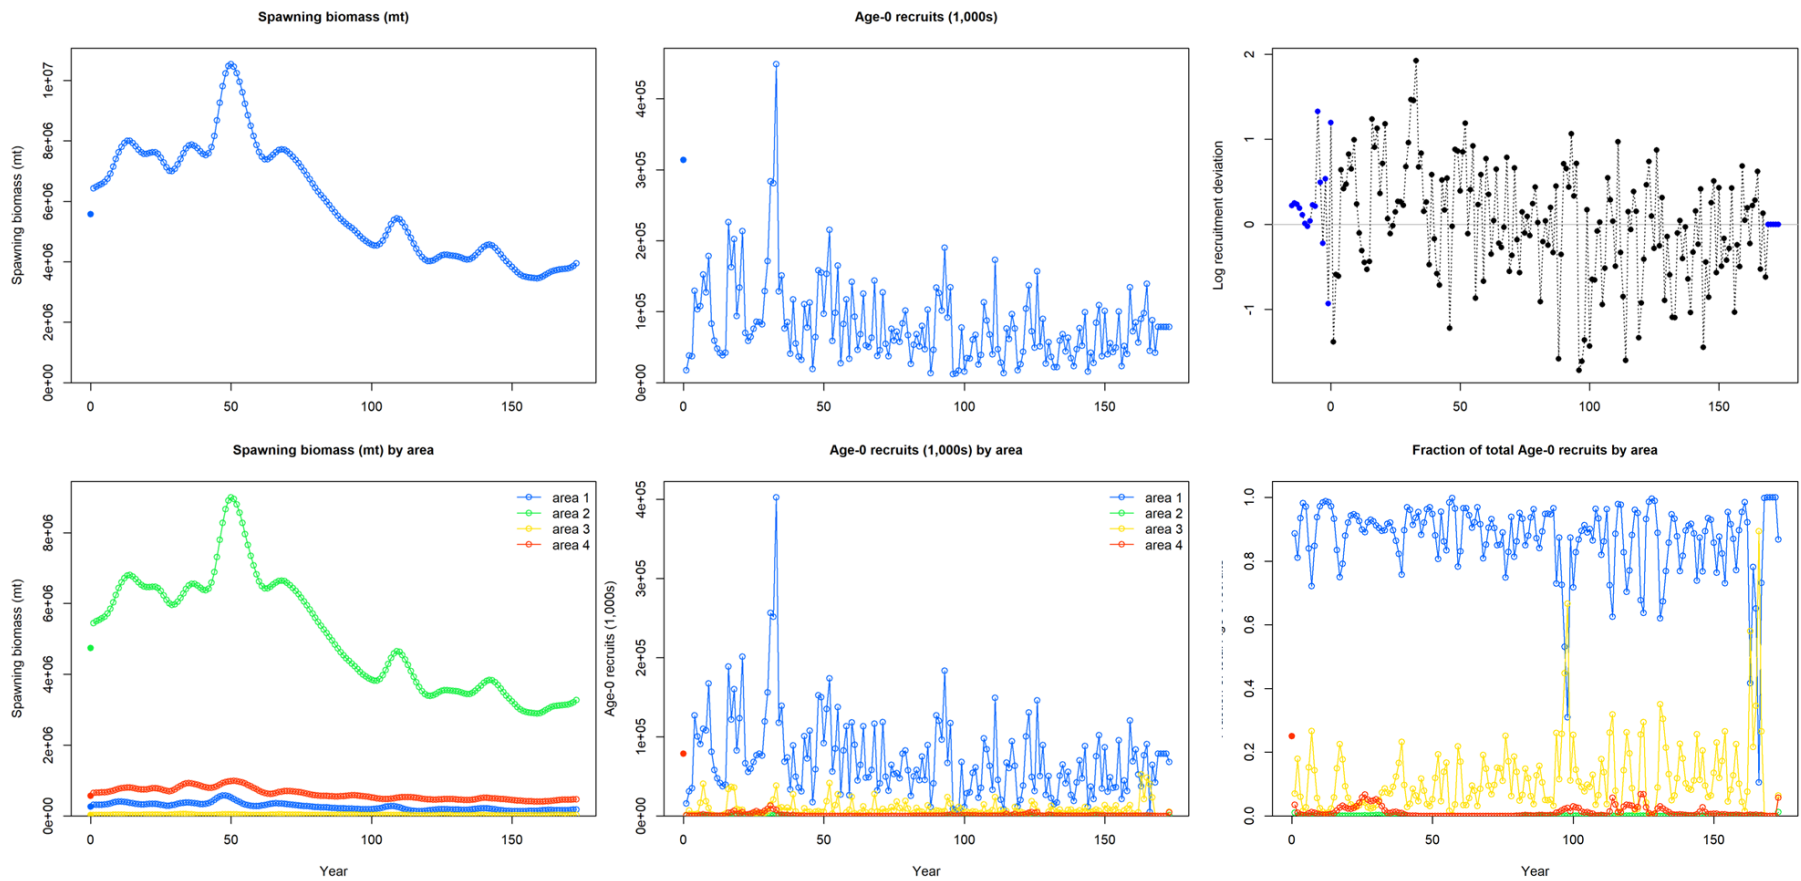 Spawning biomass (mt)
Age-0 recruits (1,000s)
Spawning biomass (mt)
0e+00
2e+06
4e+06
6e+06
8e+06
1e+07
0
50
100
150
0e+00
1e+05
2e+05
3e+05
4e+05
0
50
100
150
Log recruitment deviation
-1
0
1
2
0
50
100
150
Spawning biomass (mt) by area
Age-0 recruits (1,000s) by area
Fraction of total Age-0 recruits by area
Spawning biomass (mt)
0e+00
2e+06
4e+06
6e+06
8e+06
area 1
area 2
area 3
area 4
0
50
100
150
Year
Age-0 recruits (1,000s)
0e+00
1e+05
2e+05
3e+05
4e+05
area 1
area 2
area 3
area 4
0
50
100
150
Year
0.0
0.2
0.4
0.6
0.8
1.0
0
50
100
150
Year